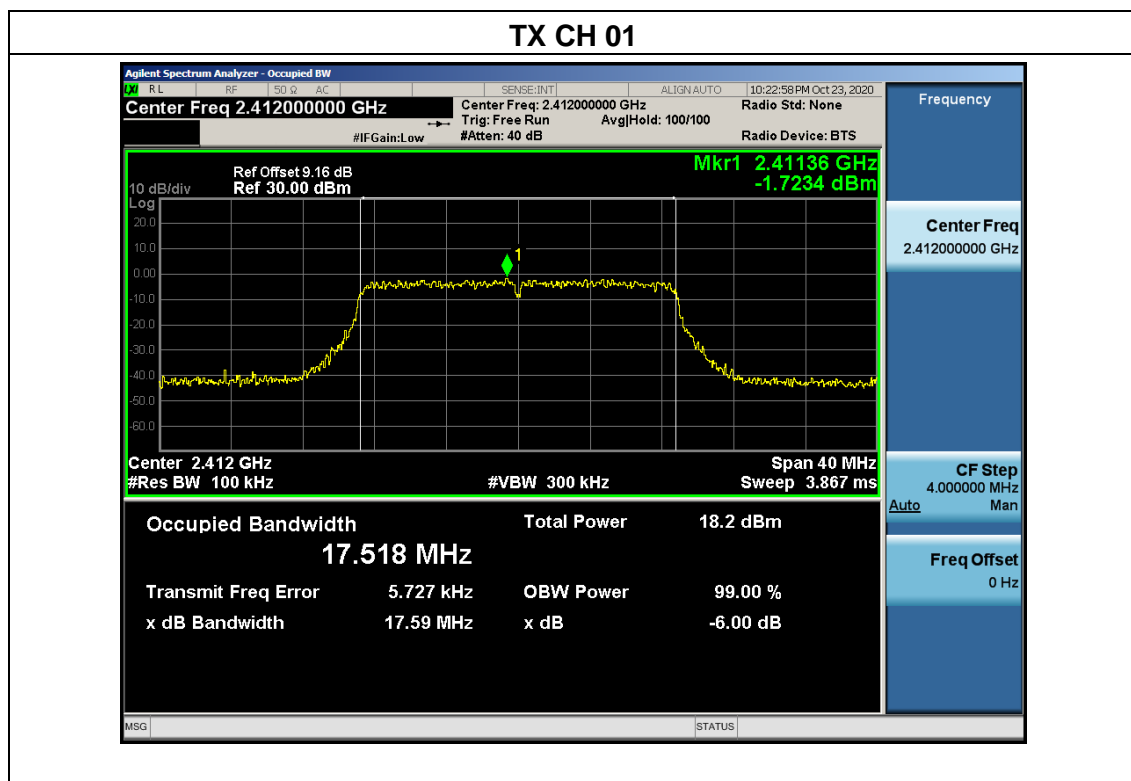 TX CH 01
Agilent Spectrum Analyzer - Occupied BW
LXI RL RF 50 Ω AC SENSE:INT ALIGN AUTO 10:22:58 PM Oct 23, 2020
Center Freq 2.412000000 GHz
Center Freq: 2.412000000 GHz
Radio Std: None
Trig: Free Run Avg|Hold: 100/100
#IFGain:Low #Atten: 40 dB Radio Device: BTS
Mkr1 2.41136 GHz
-1.7234 dBm
Ref Offset 9.16 dB
10 dB/div Ref 30.00 dBm
Log
20.0
10.0
0.00
-10.0
-20.0
-30.0
-40.0
-50.0
-60.0
1
Center 2.412 GHz Span 40 MHz
#Res BW 100 kHz #VBW 300 kHz Sweep 3.867 ms
Occupied Bandwidth Total Power 18.2 dBm
17.518 MHz
Transmit Freq Error 5.727 kHz OBW Power 99.00 %
x dB Bandwidth 17.59 MHz x dB -6.00 dB
MSG STATUS
Frequency
Center Freq
2.412000000 GHz
CF Step
4.000000 MHz
Auto Man
Freq Offset
0 Hz